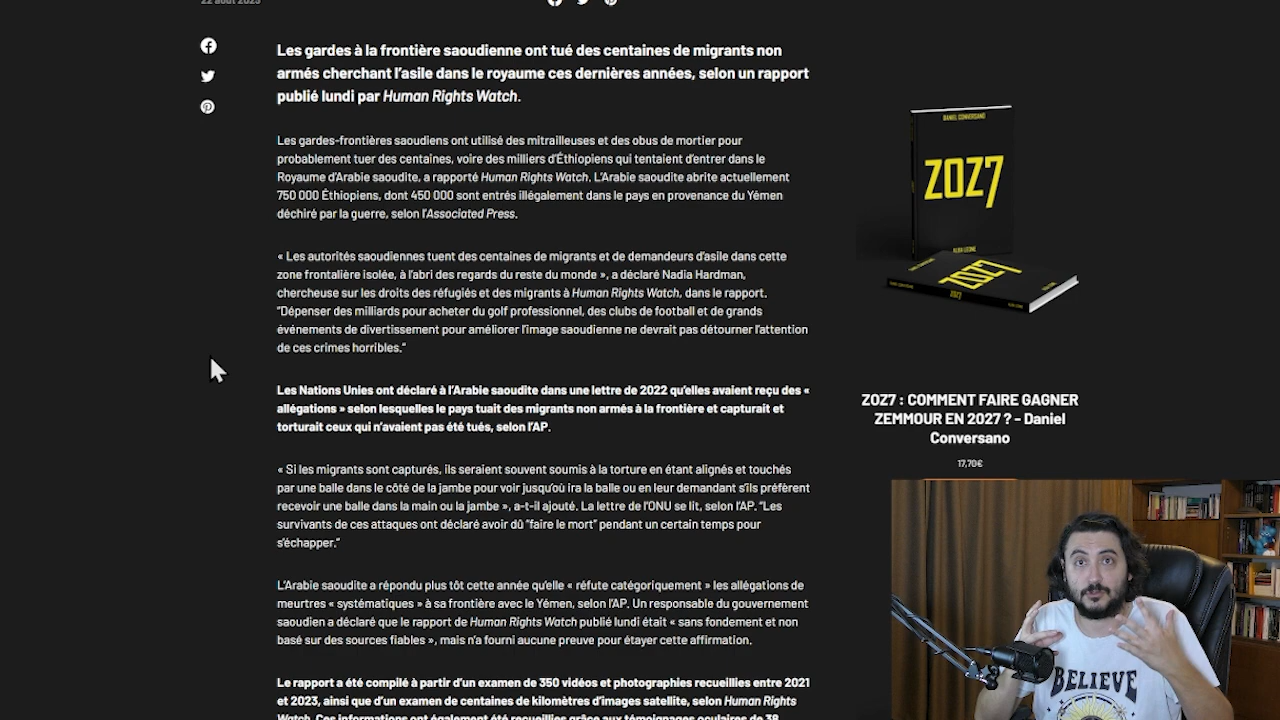 22 août 2023
Les gardes à la frontière saoudienne ont tué des centaines de migrants non
armés cherchant l’asile dans le royaume ces dernières années, selon un rapport
publié lundi par Human Rights Watch.
Les gardes-frontières saoudiens ont utilisé des mitrailleuses et des obus de mortier pour
probablement tuer des centaines, voire des milliers d’Éthiopiens qui tentaient d’entrer dans le
Royaume d’Arabie saoudite, a rapporté Human Rights Watch. L’Arabie saoudite abrite actuellement
750 000 Éthiopiens, dont 450 000 sont entrés illégalement dans le pays en provenance du Yémen
déchiré par la guerre, selon l’Associated Press.
« Les autorités saoudiennes tuent des centaines de migrants et de demandeurs d’asile dans cette
zone frontalière isolée, à l’abri des regards du reste du monde », a déclaré Nadia Hardman,
chercheuse sur les droits des réfugiés et des migrants à Human Rights Watch, dans le rapport.
"Dépenser des milliards pour acheter du golf professionnel, des clubs de football et de grands
événements de divertissement pour améliorer l’image saoudienne ne devrait pas détourner l’attention
de ces crimes horribles."
Les Nations Unies ont déclaré à l’Arabie saoudite dans une lettre de 2022 qu’elles avaient reçu des «
allégations » selon lesquelles le pays tuait des migrants non armés à la frontière et capturait et
torturait ceux qui n’avaient pas été tués, selon l’AP.
« Si les migrants sont capturés, ils seraient souvent soumis à la torture en étant alignés et touchés
par une balle dans le côté de la jambe pour voir jusqu’où ira la balle ou en leur demandant s’ils préfèrent
recevoir une balle dans la main ou la jambe », a-t-il ajouté. La lettre de l’ONU se lit, selon l’AP. "Les
survivants de ces attaques ont déclaré avoir dû "faire le mort" pendant un certain temps pour
s’échapper."
L’Arabie saoudite a répondu plus tôt cette année qu’elle « réfute catégoriquement » les allégations de
meurtres « systématiques » à sa frontière avec le Yémen, selon l’AP. Un responsable du gouvernement
saoudien a déclaré que le rapport de Human Rights Watch publié lundi était « sans fondement et non
basé sur des sources fiables », mais n’a fourni aucune preuve pour étayer cette affirmation.
Le rapport a été compilé à partir d’un examen de 350 vidéos et photographies recueillies entre 2021
et 2023, ainsi que d’un examen de centaines de kilomètres d’images satellite, selon Human Rights
Watch. Ces informations ont également été recueillies grâce aux témoignages oculaires de 38
DANIEL CONVERSANO
ZOZ7
ALBA LEONE
ZOZ7
ZOZ7
ZOZ7 : COMMENT FAIRE GAGNER
ZEMMOUR EN 2027 ? – Daniel
Conversano
17,70€
BELIEVE